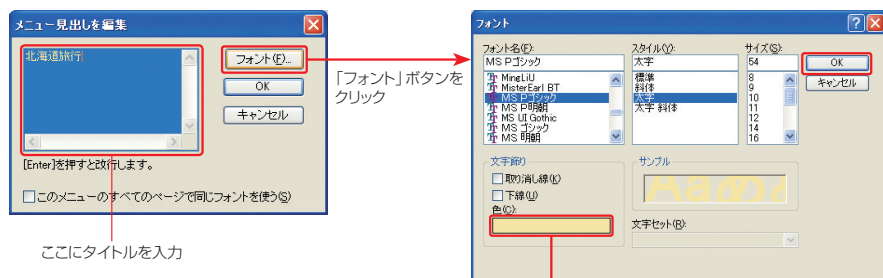 メニュー見出しを編集
北海道旅行
フォント(F)...
OK
キャンセル
[Enter]を押すと改行します。
このメニューのすべてのページで同じフォントを使う(S)
ここにタイトルを入力
「フォント」ボタンを
クリック
フォント
フォント名(F):
MS Pゴシック
MingLiU
MisterEarl BT
MS Pゴシック
MS P明朝
MS UI Gothic
MS ゴシック
MS 明朝
スタイル(Y):
太字
標準
斜体
太字
太字 斜体
サイズ(S):
54
8
9
10
11
12
14
16
OK
キャンセル
文字飾り
取り消し線(K)
下線(U)
色(C):
サンプル
Aaあぁ
文字セット(R):